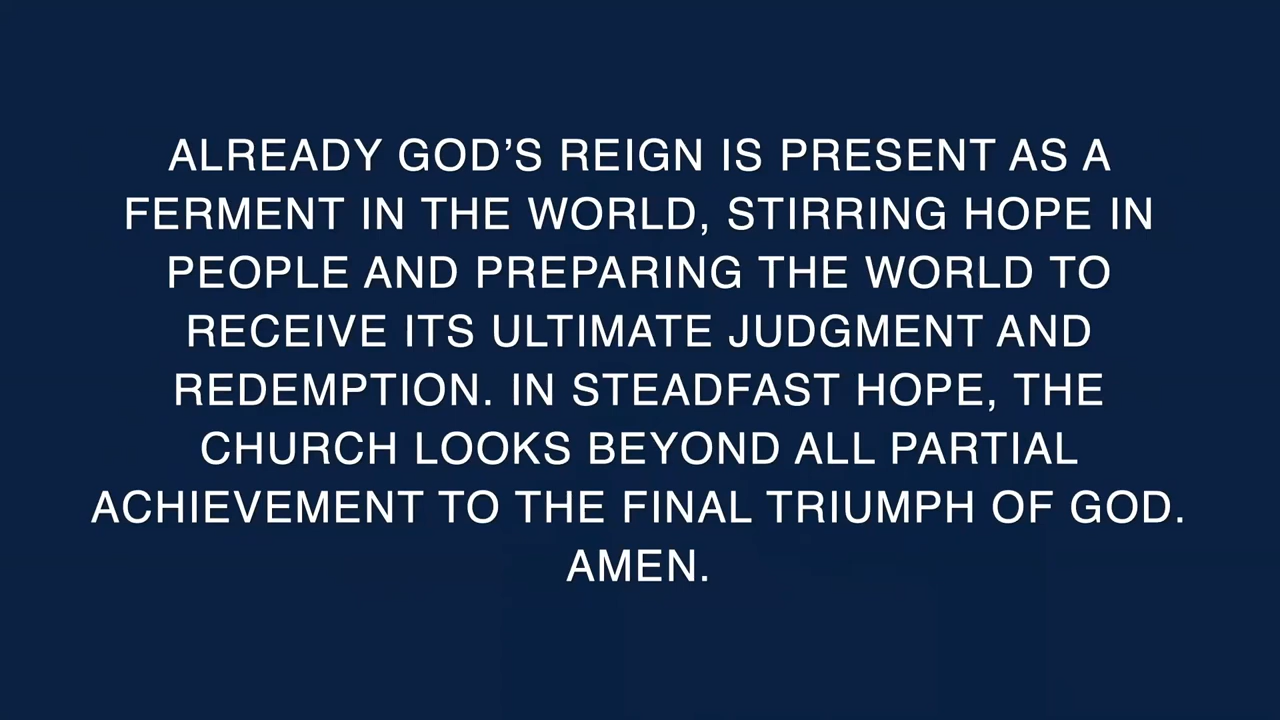 ALREADY GOD’S REIGN IS PRESENT AS A
FERMENT IN THE WORLD, STIRRING HOPE IN
PEOPLE AND PREPARING THE WORLD TO
RECEIVE ITS ULTIMATE JUDGMENT AND
REDEMPTION. IN STEADFAST HOPE, THE
CHURCH LOOKS BEYOND ALL PARTIAL
ACHIEVEMENT TO THE FINAL TRIUMPH OF GOD.
AMEN.